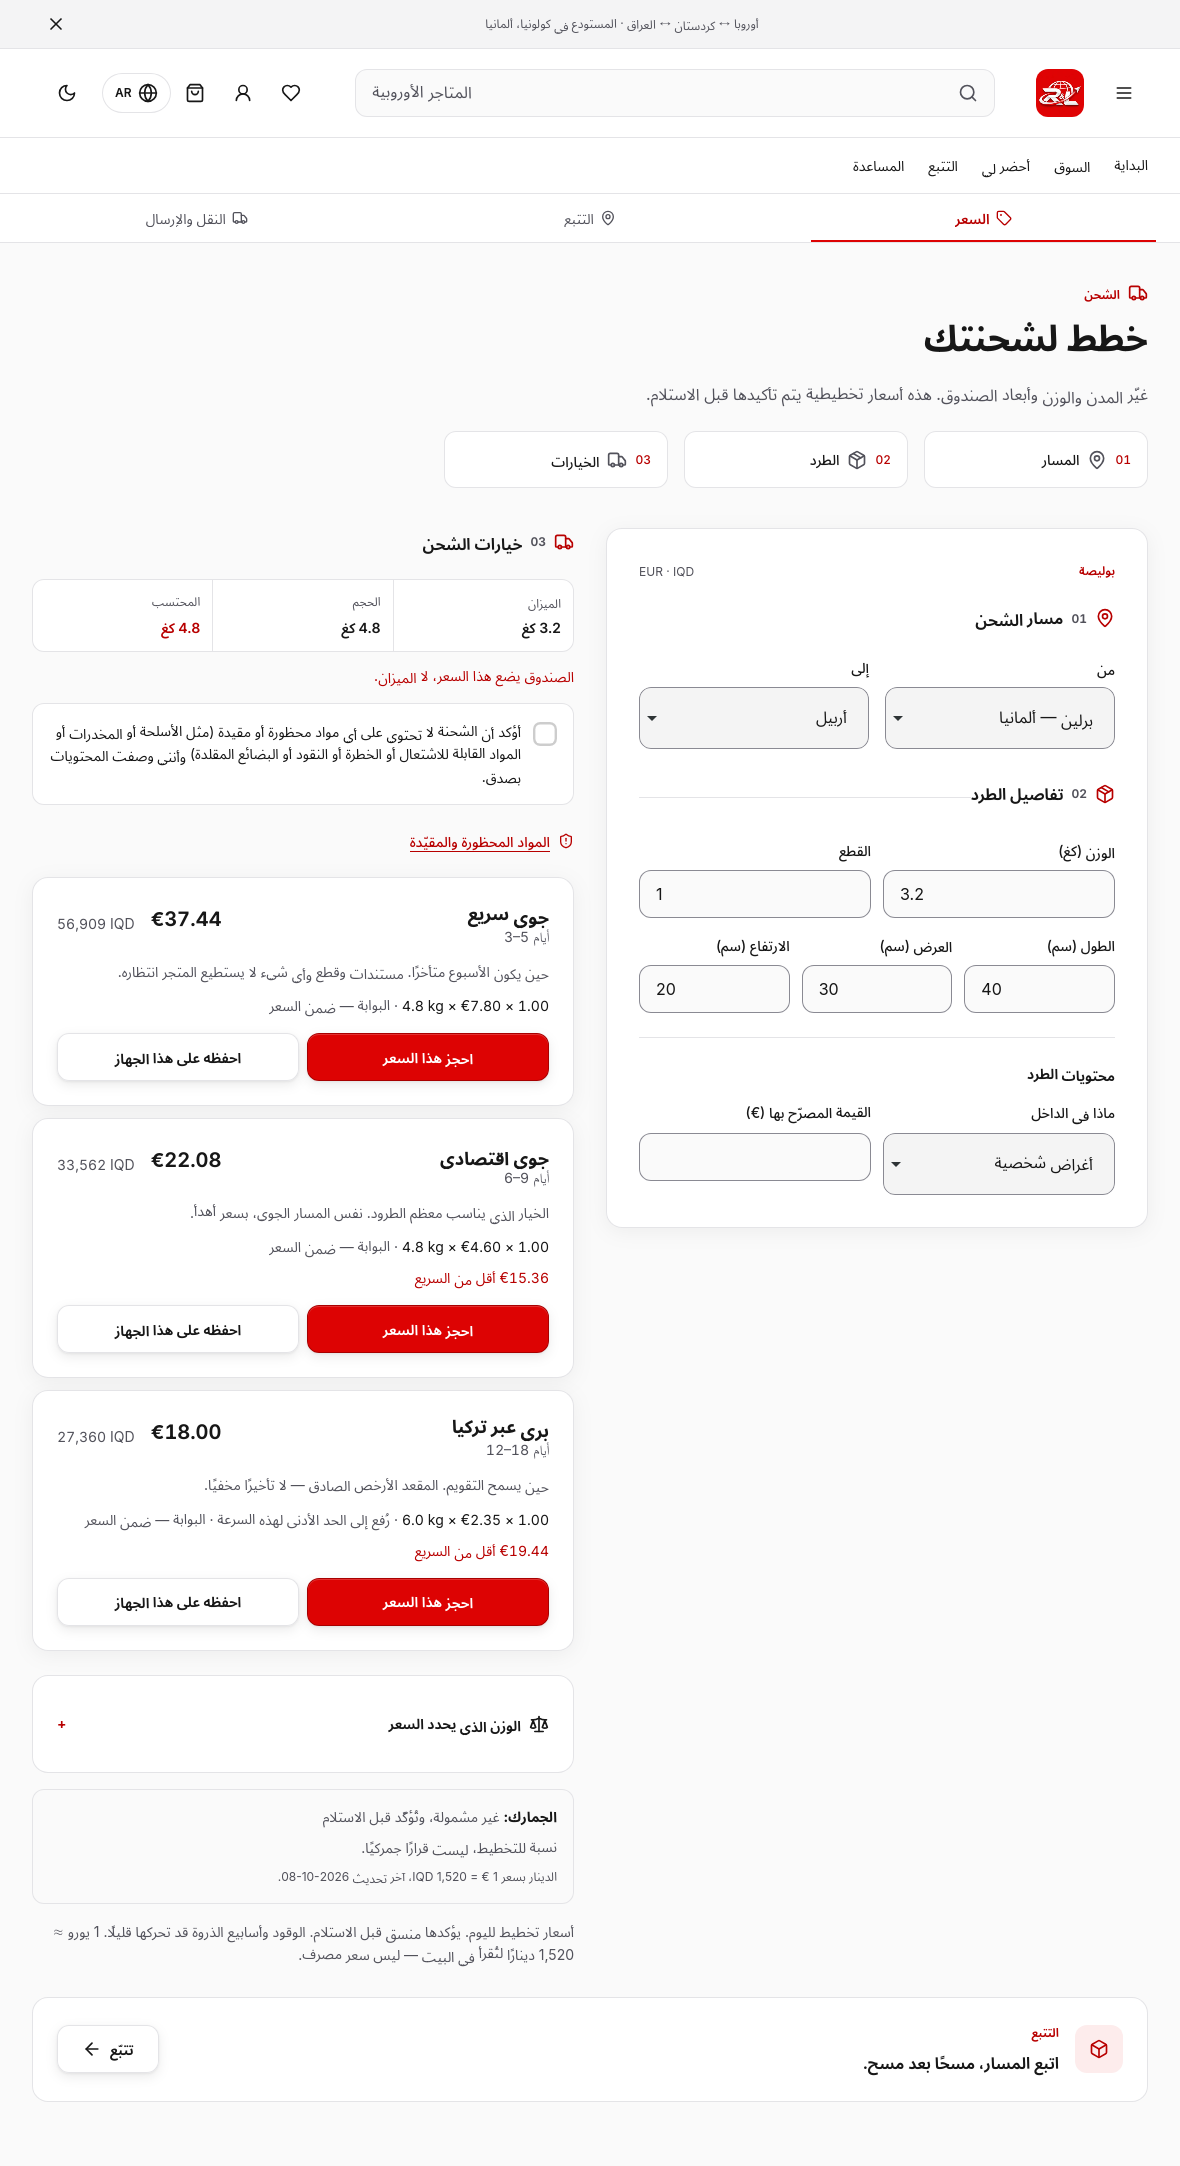 أوروبا ↔ كردستان ↔ العراق · المستودع في كولونيا، ألمانيا
المتاجر الأوروبية
AR
البداية
السوق
أحضر لي
التتبع
المساعدة
السعر
التتبع
النقل والإرسال
الشحن
خطط لشحنتك
غيّر المدن والوزن وأبعاد الصندوق. هذه أسعار تخطيطية يتم تأكيدها قبل الاستلام.
01 المسار
02 الطرد
03 الخيارات
بوليصة
EUR · IQD
01 مسار الشحن
من
إلى
برلين — ألمانيا
أربيل
02 تفاصيل الطرد
الوزن (كغ)
القطع
3.2
1
الطول (سم)
العرض (سم)
الارتفاع (سم)
40
30
20
محتويات الطرد
ماذا في الداخل
القيمة المصرّح بها (€)
أغراض شخصية
03 خيارات الشحن
الميزان
الحجم
المحتسب
3.2 كغ
4.8 كغ
4.8 كغ
الصندوق يضع هذا السعر، لا الميزان.
أؤكد أن الشحنة لا تحتوي على أي مواد محظورة أو مقيدة (مثل الأسلحة أو المخدرات أو
المواد القابلة للاشتعال أو الخطرة أو النقود أو البضائع المقلدة) وأنني وصفت المحتويات
بصدق.
المواد المحظورة والمقيّدة
جوي سريع
€37.44
56,909 IQD
3–5 أيام
حين يكون الأسبوع متأخرًا. مستندات وقطع وأي شيء لا يستطيع المتجر انتظاره.
4.8 kg × €7.80 × 1.00 · البوابة — ضمن السعر
احجز هذا السعر
احفظه على هذا الجهاز
جوي اقتصادي
€22.08
33,562 IQD
6–9 أيام
الخيار الذي يناسب معظم الطرود. نفس المسار الجوي، بسعر أهدأ.
4.8 kg × €4.60 × 1.00 · البوابة — ضمن السعر
€15.36 أقل من السريع
احجز هذا السعر
احفظه على هذا الجهاز
بري عبر تركيا
€18.00
27,360 IQD
12–18 أيام
حين يسمح التقويم. المقعد الأرخص الصادق — لا تأخيرًا مخفيًا.
6.0 kg × €2.35 × 1.00 · رُفع إلى الحد الأدنى لهذه السرعة · البوابة — ضمن السعر
€19.44 أقل من السريع
احجز هذا السعر
احفظه على هذا الجهاز
الوزن الذي يحدد السعر
+
الجمارك: غير مشمولة، وتُؤكَّد قبل الاستلام
نسبة للتخطيط، ليست قرارًا جمركيًا.
الدينار بسعر 1 € = 1,520 IQD، آخر تحديث 2026-10-08.
أسعار تخطيط لليوم. يؤكدها منسق قبل الاستلام. الوقود وأسابيع الذروة قد تحركها قليلًا. 1 يورو ≈
1,520 دينارًا لتُقرأ في البيت — ليس سعر مصرف.
التتبع
اتبع المسار، مسحًا بعد مسح.
تتبّع